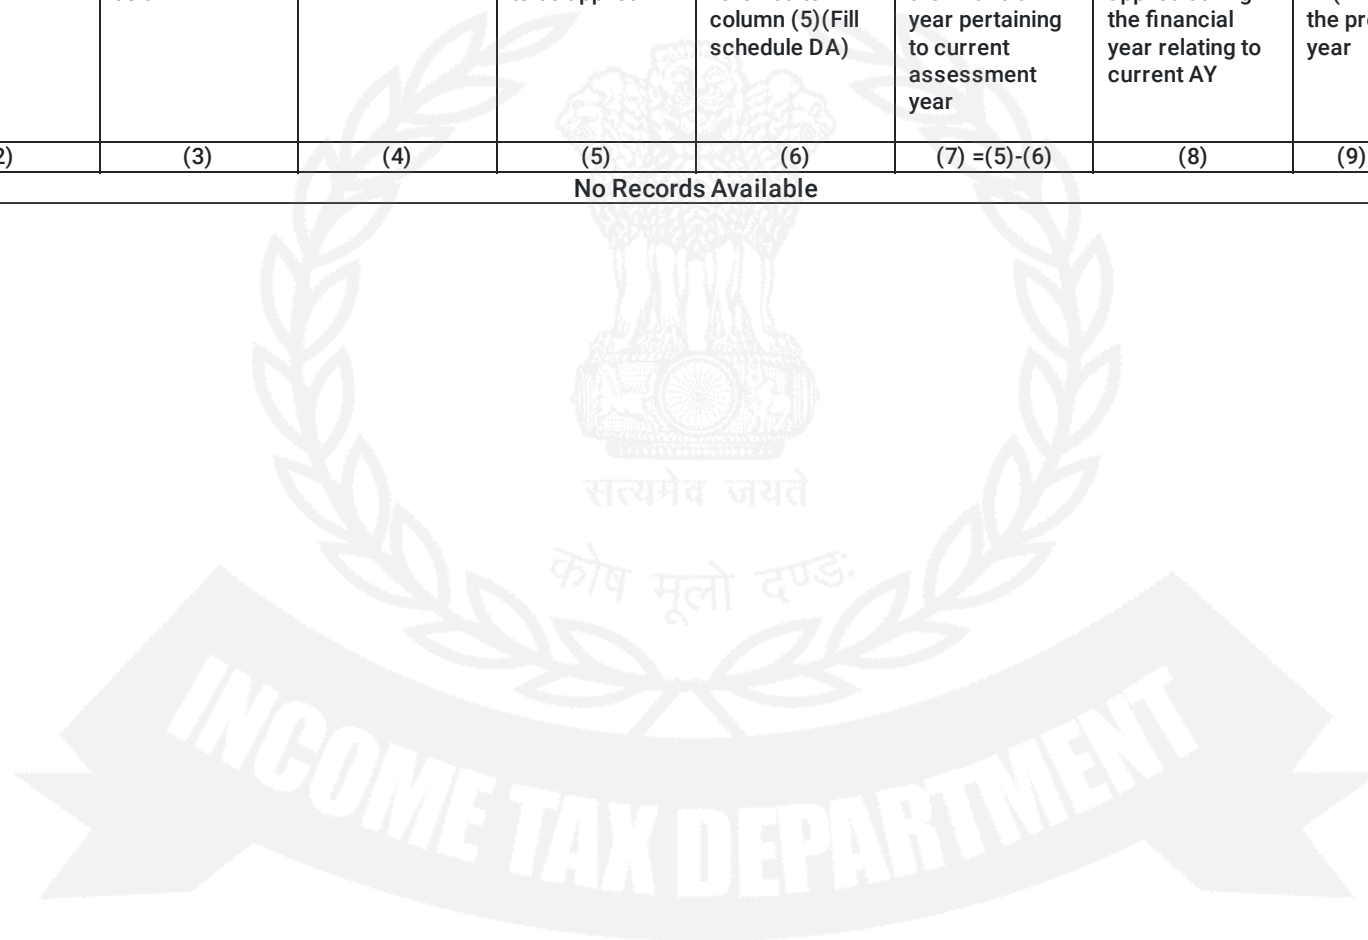 column (5)(Fill
schedule DA)
year pertaining
to current
assessment
year
the financial
year relating to
current AY
year
(3)
(4)
(5)
(6)
(7) =(5)-(6)
(8)
(9)
No Records Available
सत्यमेव जयते
कोष मूलो दण्डः
INCOME TAX DEPARTMENT